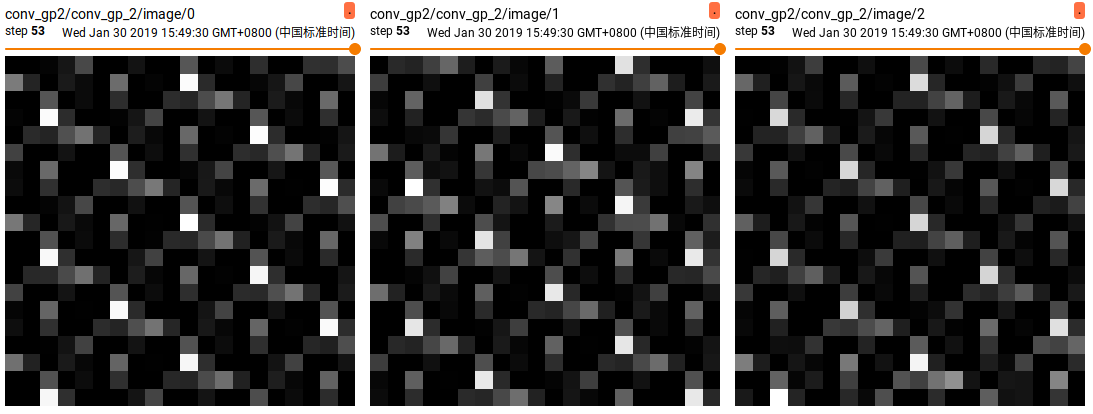 conv_gp2/conv_gp_2/image/0
step 53 Wed Jan 30 2019 15:49:30 GMT+0800 (中国标准时间)
conv_gp2/conv_gp_2/image/1
step 53 Wed Jan 30 2019 15:49:30 GMT+0800 (中国标准时间)
conv_gp2/conv_gp_2/image/2
step 53 Wed Jan 30 2019 15:49:30 GMT+0800 (中国标准时间)